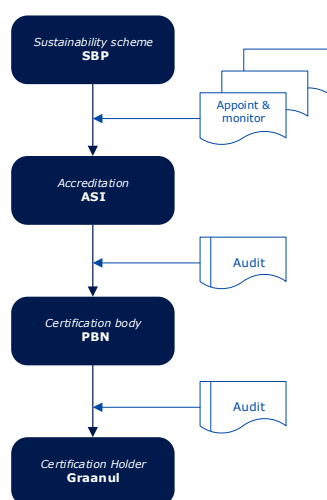 Sustainability scheme
SBP
Appoint &
monitor
Accreditation
ASI
Audit
Certification body
PBN
Audit
Certification Holder
Graanul